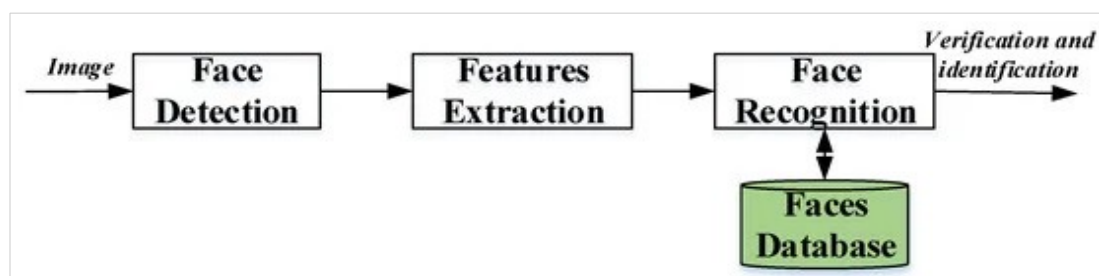 Image
Face
Detection
Features
Extraction
Face
Recognition
Verification and
identification
Faces
Database